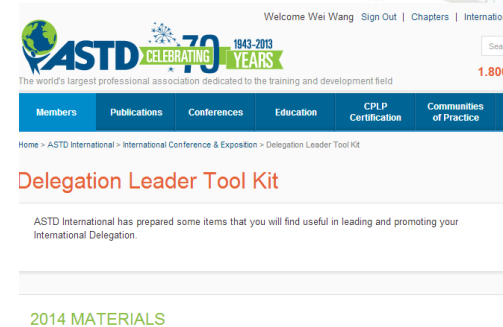 Welcome Wei Wang Sign Out | Chapters |
ASTD CELEBRATING 70 1943-2013 YEARS
The world's largest professional association dedicated to the training and development field
1.80
Members Publications Conferences Education CPLP Certification Communities of Practice
Home > ASTD International > International Conference & Exposition > Delegation Leader Tool Kit
Delegation Leader Tool Kit
ASTD International has prepared some items that you will find useful in leading and promoting your
International Delegation.
2014 MATERIALS